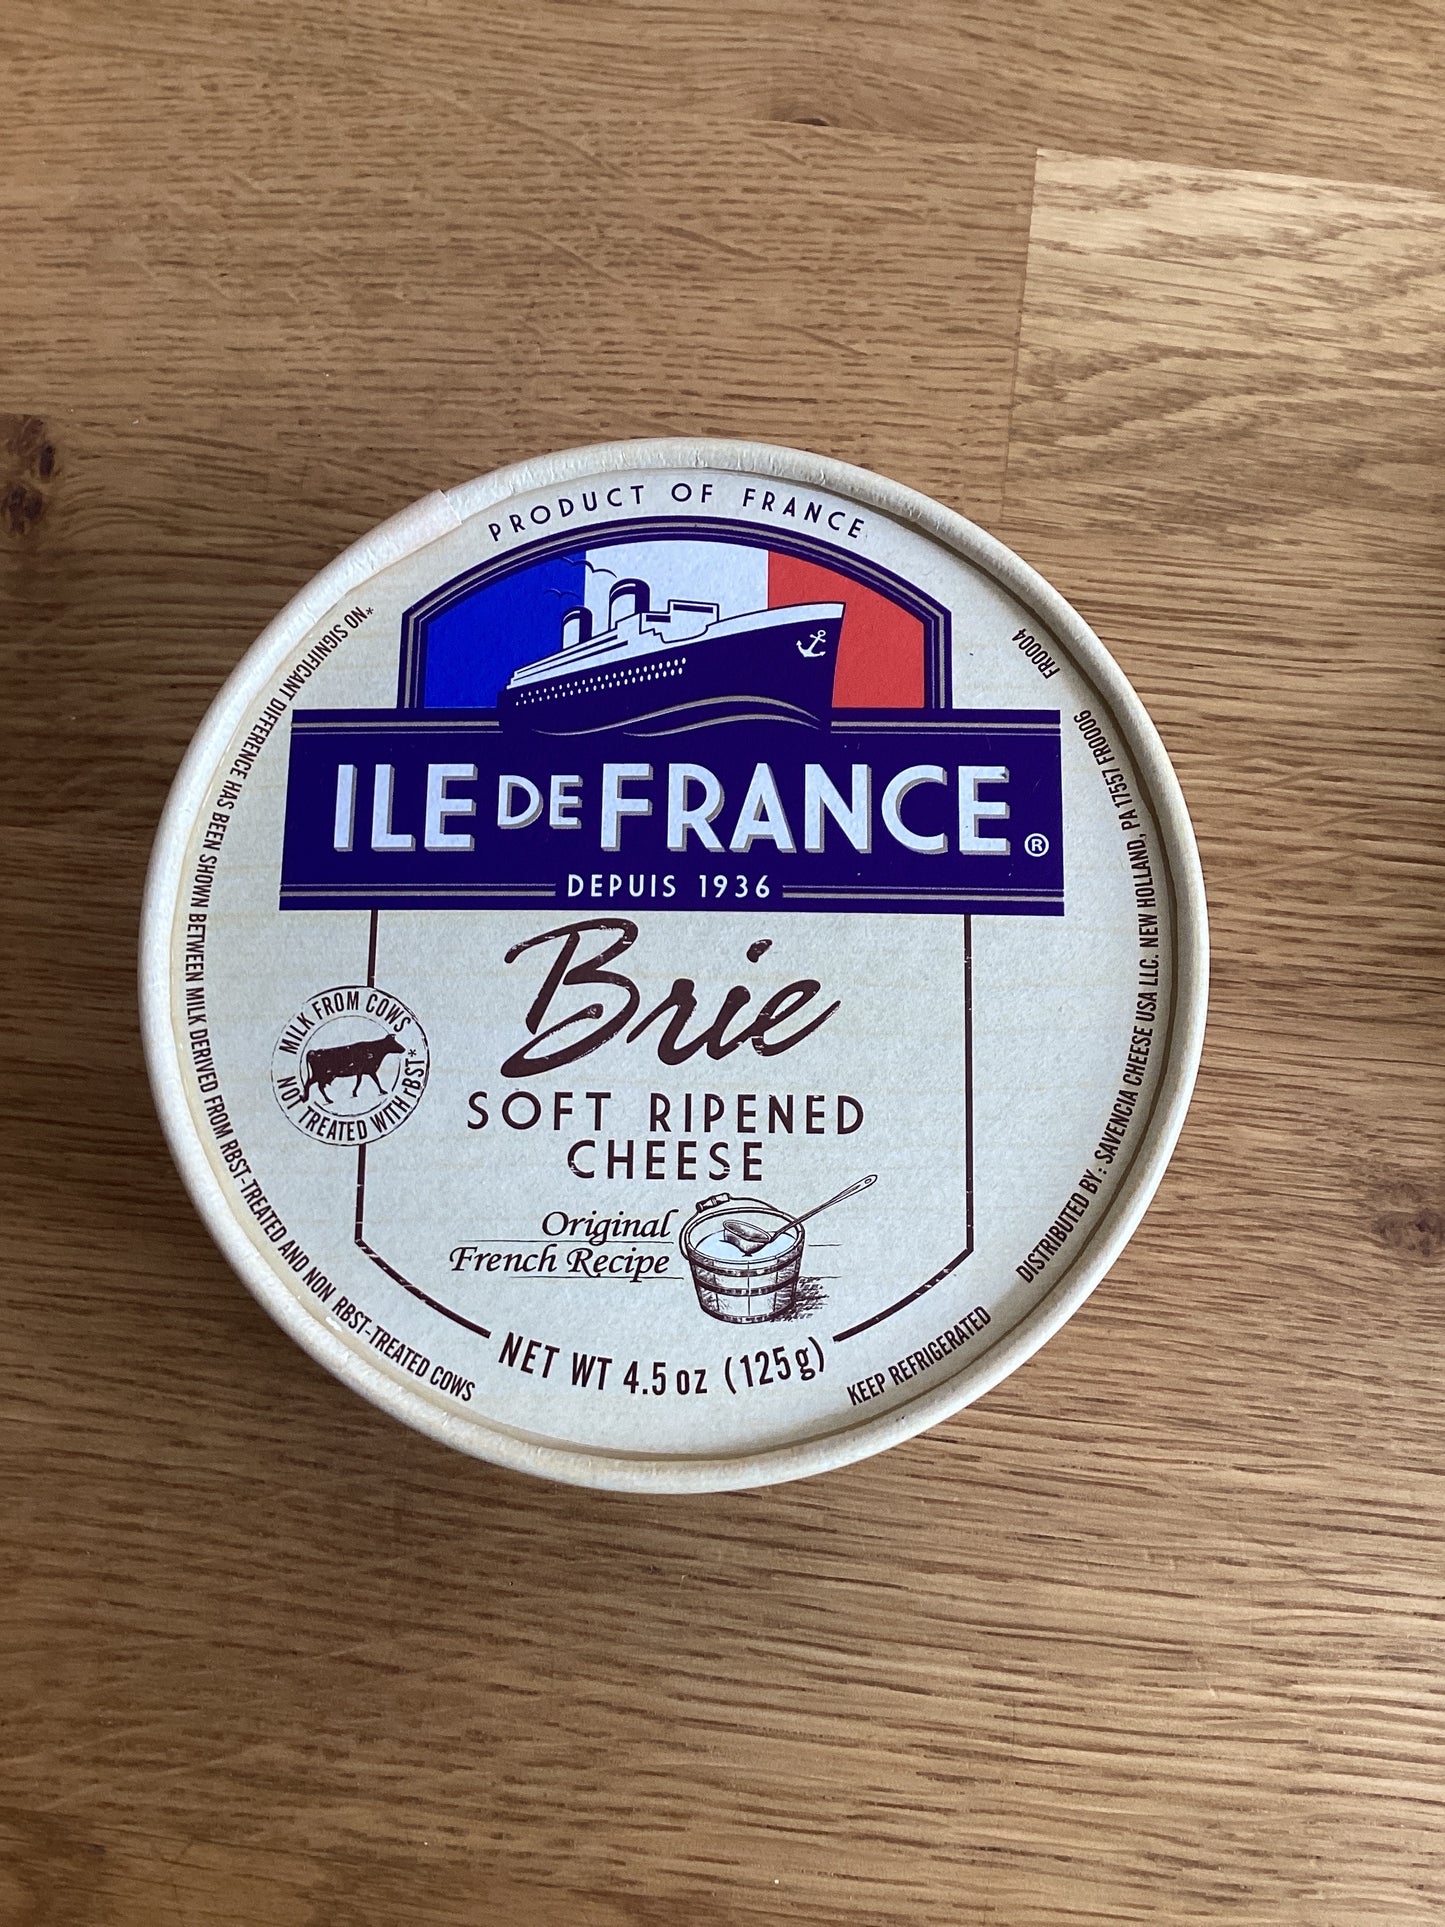 PRODUCT OF FRANCE
ILE DE FRANCE®
DEPUIS 1936
Brie
SOFT RIPENED
CHEESE
Original
French Recipe
NET WT 4.5 oz (125g)
MILK FROM COWS
NOT TREATED WITH rBST*
*NO SIGNIFICANT DIFFERENCE HAS BEEN SHOWN BETWEEN MILK DERIVED FROM RBST-TREATED AND NON RBST-TREATED COWS
KEEP REFRIGERATED
DISTRIBUTED BY: SAVENCIA CHEESE USA LLC. NEW HOLLAND, PA 17557 FR0006
FR0004